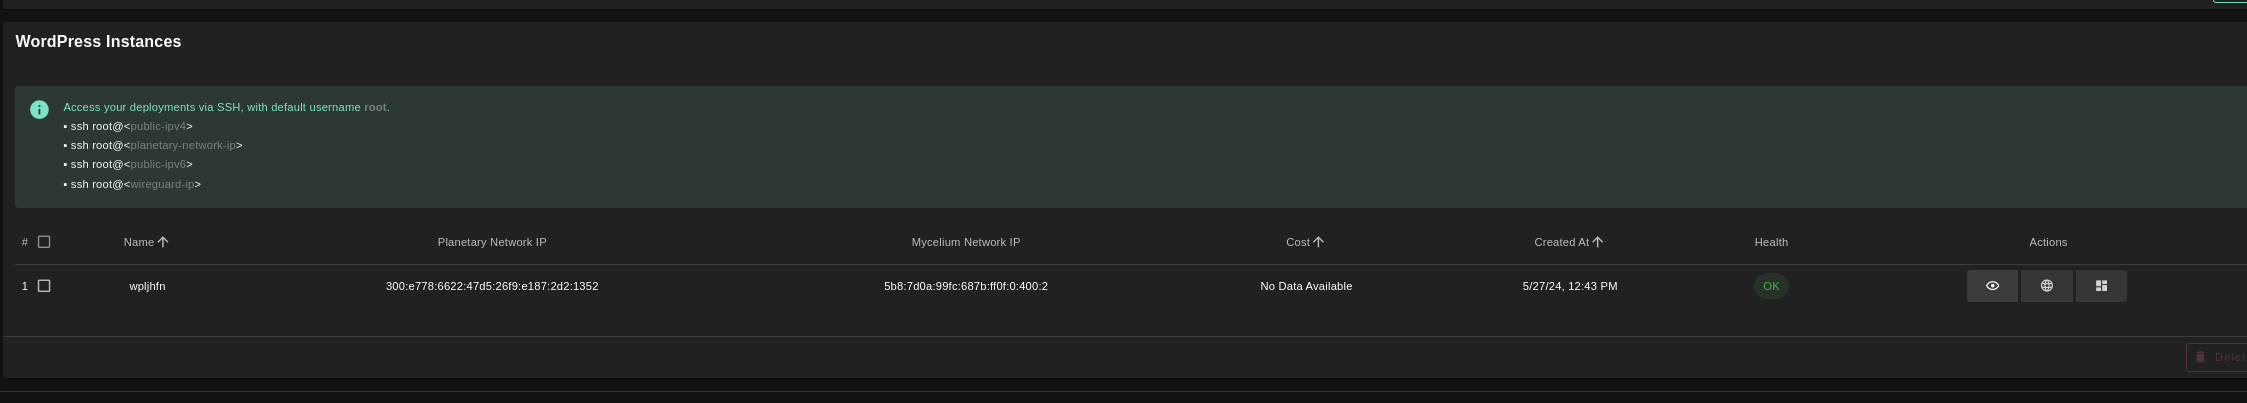 WordPress Instances
Access your deployments via SSH, with default username root.
▪ ssh root@<public-ipv4>
▪ ssh root@<planetary-network-ip>
▪ ssh root@<public-ipv6>
▪ ssh root@<wireguard-ip>
# Name Planetary Network IP Mycelium Network IP Cost Created At Health Actions
1 wpljhfn 300:e778:6622:47d5:26f9:e187:2d2:1352 5b8:7d0a:99fc:687b:ff0f:0:400:2 No Data Available 5/27/24, 12:43 PM OK
Delet